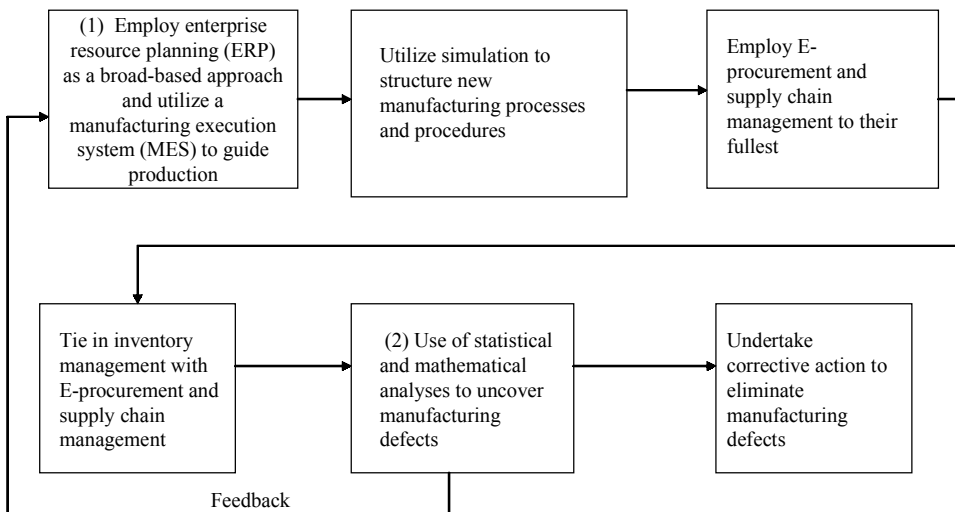 (1) Employ enterprise
resource planning (ERP)
as a broad-based approach
and utilize a
manufacturing execution
system (MES) to guide
production
Utilize simulation to
structure new
manufacturing processes
and procedures
Employ E-
procurement and
supply chain
management to their
fullest
Tie in inventory
management with
E-procurement and
supply chain
management
(2) Use of statistical
and mathematical
analyses to uncover
manufacturing
defects
Undertake
corrective action to
eliminate
manufacturing
defects
Feedback